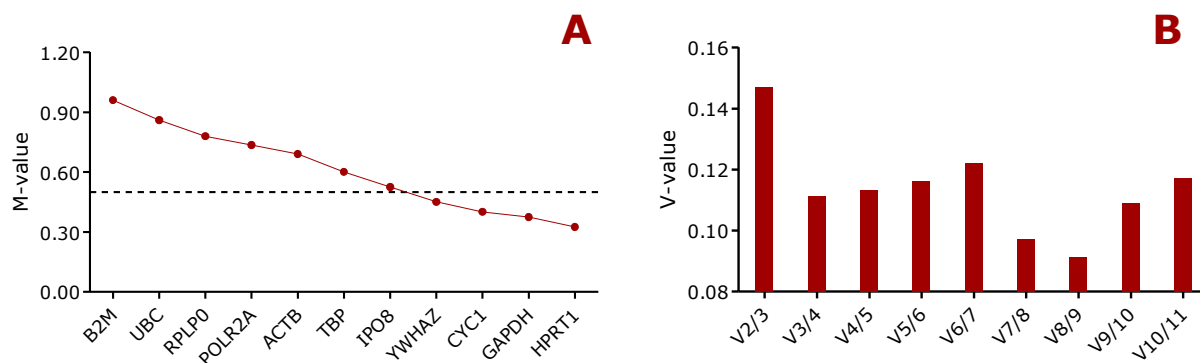 A
M-value
1.20
0.90
0.60
0.30
0.00
B2M
UBC
RPLP0
POLR2A
ACTB
TBP
IPO8
YWHAZ
CYC1
GAPDH
HPRT1
B
V-value
0.16
0.14
0.12
0.10
0.08
V2/3
V3/4
V4/5
V5/6
V6/7
V7/8
V8/9
V9/10
V10/11